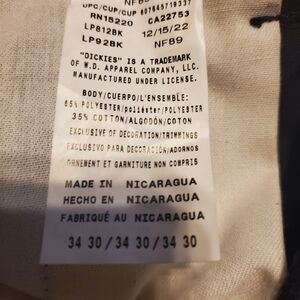 NF89
UPC/CUP/CUP 607645719337
RN15220 CA22753
LP812BK 12/15/22
LP92BK NF89
"DICKIES" IS A TRADEMARK
OF W.D. APPAREL COMPANY, LLC.
MANUFACTURED UNDER LICENSE.
BODY/CUERPO/L'ENSEMBLE:
65% POLYESTER/poliéster/POLYESTER
35% COTTON/ALGODÓN/COTON
EXCLUSIVE OF DECORATION/TRIMMINGS
EXCLUSIVO PARA DECORACIÓN/ADORNOS
ORNEMENT ET GARNITURE NON COMPRIS
MADE IN NICARAGUA
HECHO EN NICARAGUA
FABRIQUÉ AU NICARAGUA
34 30 / 34 30 / 34 30